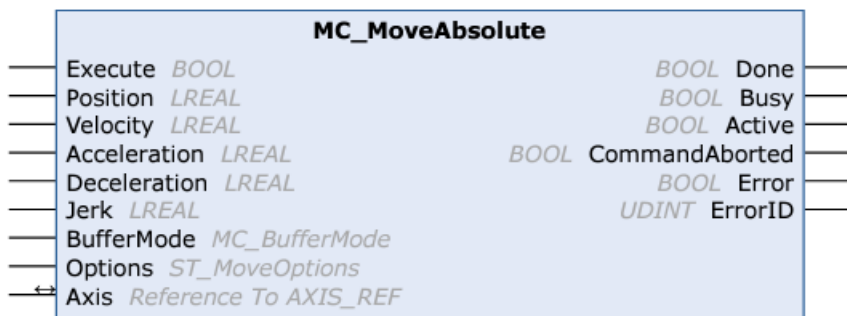 MC_MoveAbsolute
Execute BOOL BOOL Done
Position LREAL BOOL Busy
Velocity LREAL BOOL Active
Acceleration LREAL BOOL CommandAborted
Deceleration LREAL BOOL Error
Jerk LREAL UDINT ErrorID
BufferMode MC_BufferMode
Options ST_MoveOptions
Axis Reference To AXIS_REF